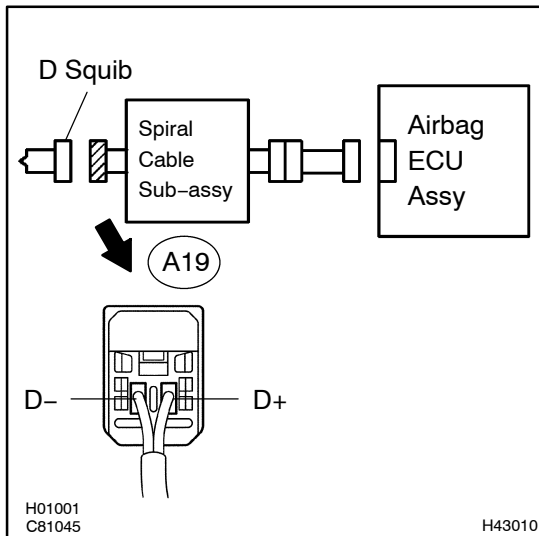 D Squib
Spiral
Cable
Sub-assy
Airbag
ECU
Assy
A19
D−
D+
H01001
C81045
H43010